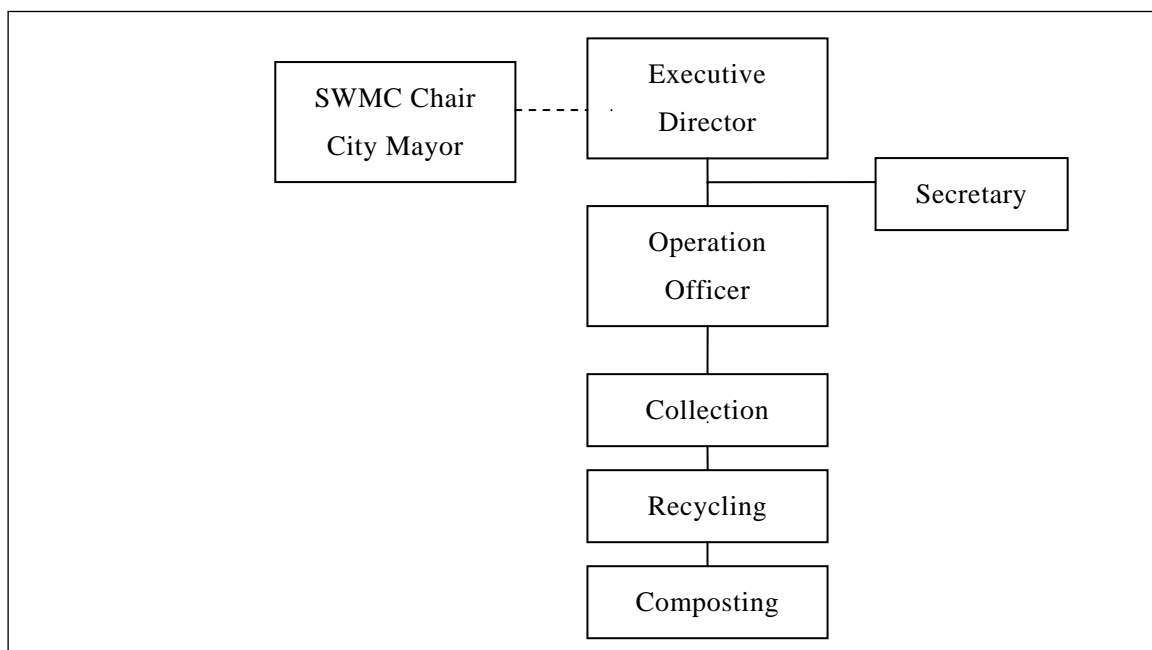 SWMC Chair
City Mayor
Executive
Director
Secretary
Operation
Officer
Collection
Recycling
Composting